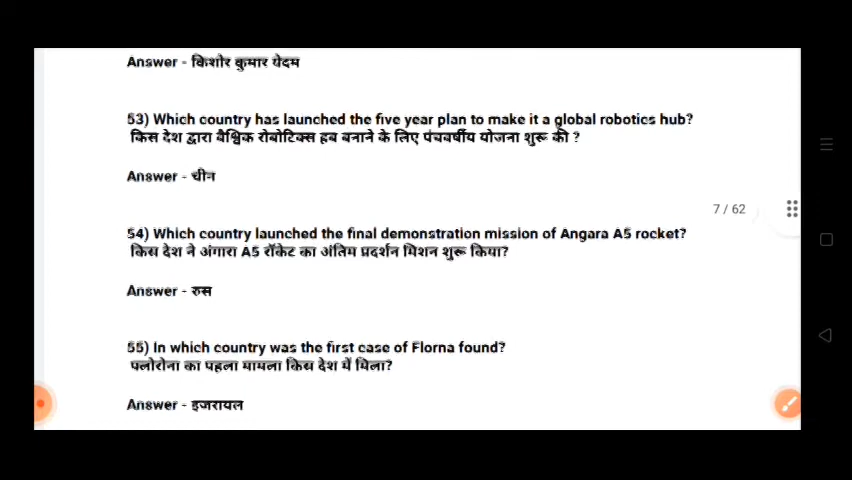 Answer - किशोर कुमार येदम
53) Which country has launched the five year plan to make it a global robotics hub?
किस देश द्वारा वैश्विक रोबोटिक्स हब बनाने के लिए पंचवर्षीय योजना शुरू की ?
Answer - चीन
7 / 62
54) Which country launched the final demonstration mission of Angara A5 rocket?
किस देश ने अंगारा A5 रॉकेट का अंतिम प्रदर्शन मिशन शुरू किया?
Answer - रुस
55) In which country was the first case of Florna found?
फ्लोरोना का पहला मामला किस देश में मिला?
Answer - इजरायल